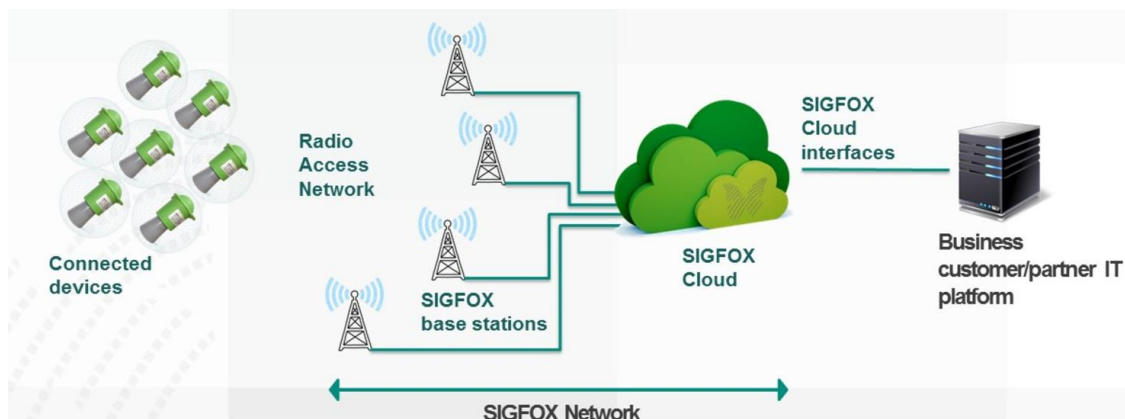 Connected
devices
Radio
Access
Network
SIGFOX
base stations
SIGFOX
Cloud
SIGFOX
Cloud
interfaces
Business
customer/partner IT
platform
SIGFOX Network